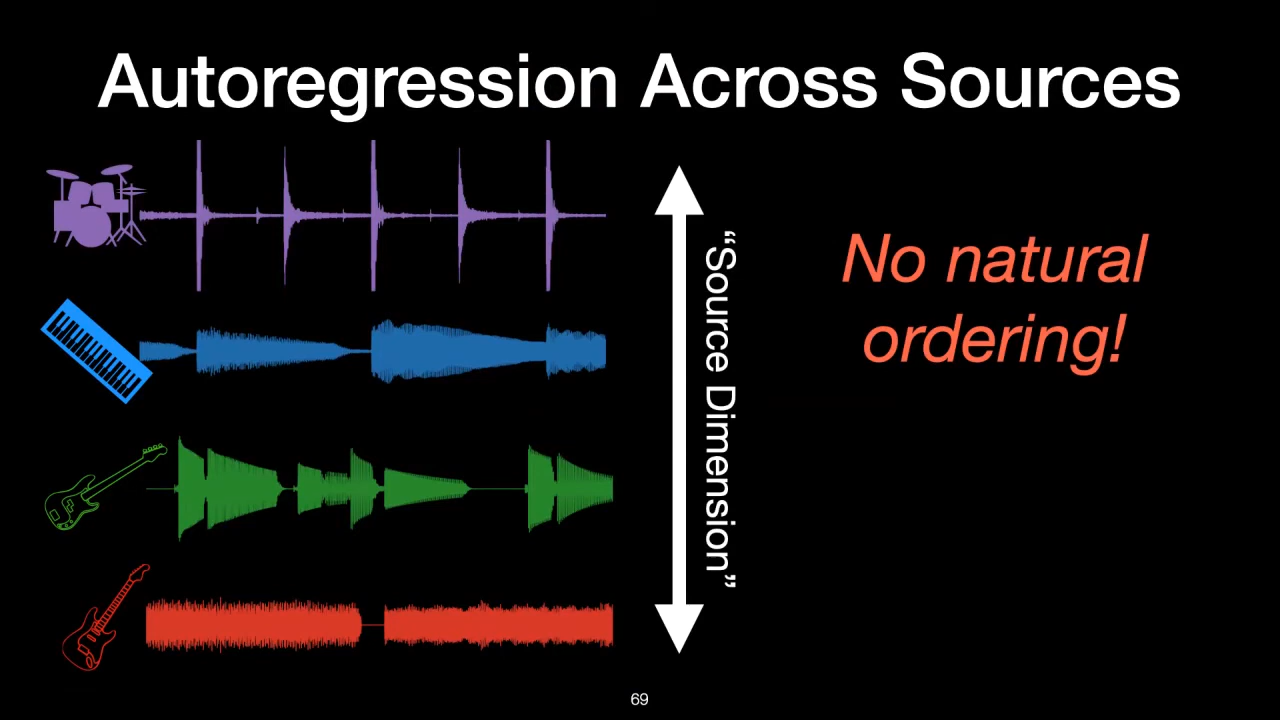 Autoregression Across Sources
“Source Dimension”
No natural
ordering!
69